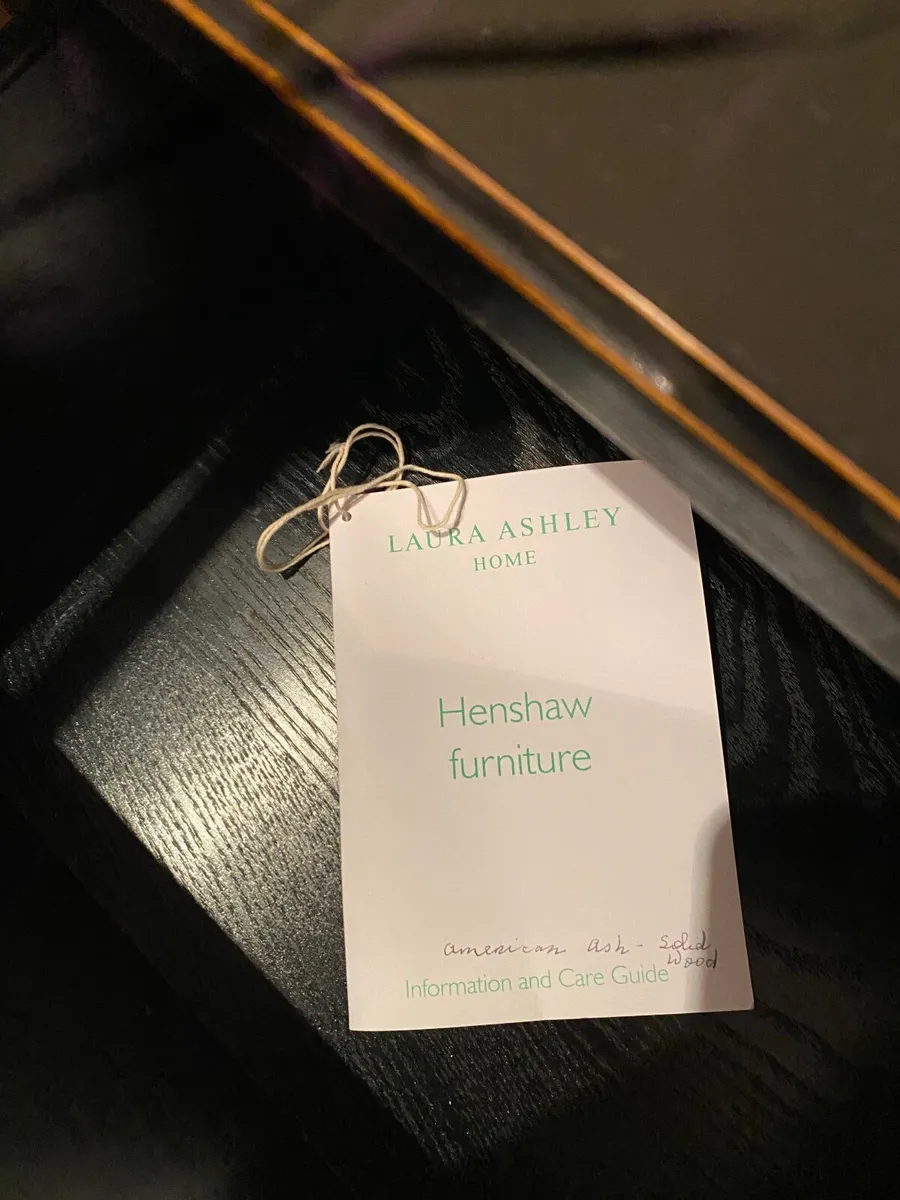 LAURA ASHLEY
HOME
Henshaw
furniture
American Ash - Solid
Wood
Information and Care Guide